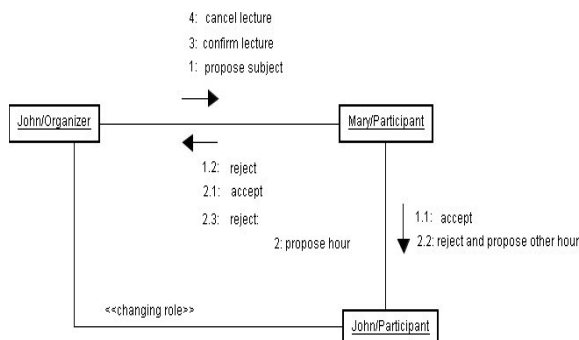 4: cancel lecture
3: confirm lecture
1: propose subject
John/Organizer
Mary/Participant
1.2: reject
2.1: accept
2.3: reject:
2: propose hour
1.1: accept
2.2: reject and propose other hour
<<changing role>>
John/Participant